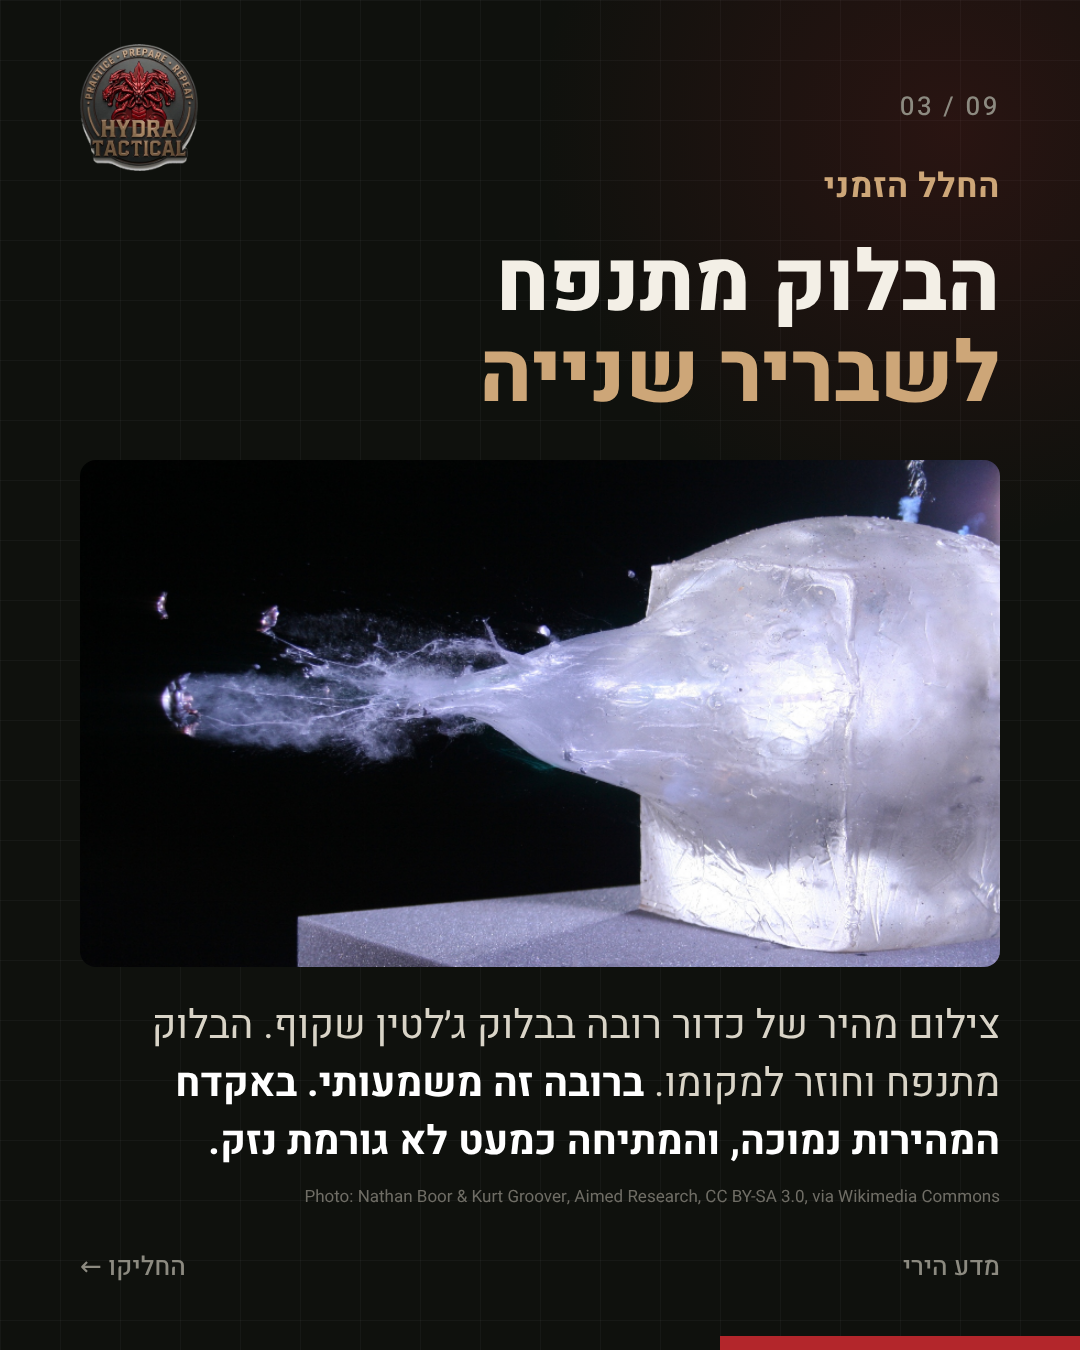 PRACTICE · PREPARE · REPEAT
HYDRA
TACTICAL
03 / 09
החלל הזמני
הבלוק מתנפח
לשבריר שנייה
צילום מהיר של כדור רובה בבלוק ג׳לטין שקוף. הבלוק
מתנפח וחוזר למקומו. ברובה זה משמעותי. באקדח
המהירות נמוכה, והמתיחה כמעט לא גורמת נזק.
Photo: Nathan Boor & Kurt Groover, Aimed Research, CC BY-SA 3.0, via Wikimedia Commons
מדע הירי
החליקו ←